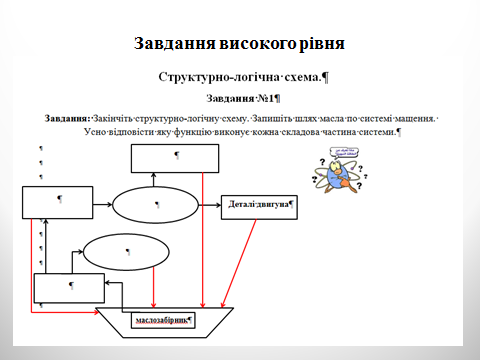 Завдання високого рівня
Структурно-логічна·схема.¶
Завдання·№1¶
Завдання:·Закінчіть·структурно-логічну·схему.·Запишіть·шлях·масла·по·системі·мащення.·
Усно·відповісти·яку·функцію·виконує·кожна·складова·частина·системи.¶
Деталі·двигуна¶
маслозабірник¶